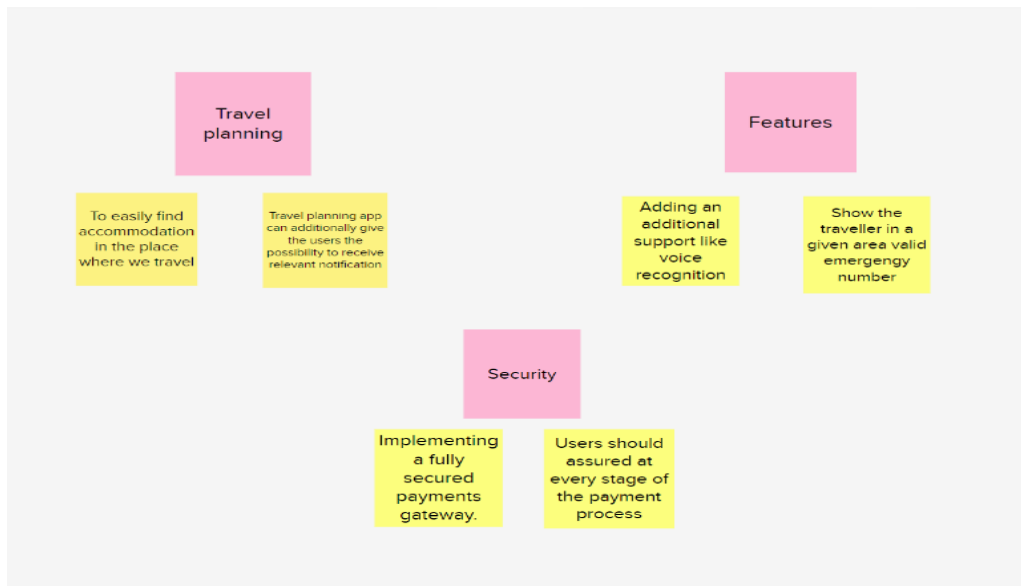 Travel
planning
To easily find
accommodation
in the place
where we travel
Travel planning app
can additionally give
the users the
possibility to receive
relevant notification
Features
Adding an
additional
support like
voice
recognition
Show the
traveller in a
given area valid
emergengy
number
Security
Implementing
a fully
secured
payments
gateway.
Users should
assured at
every stage of
the payment
process